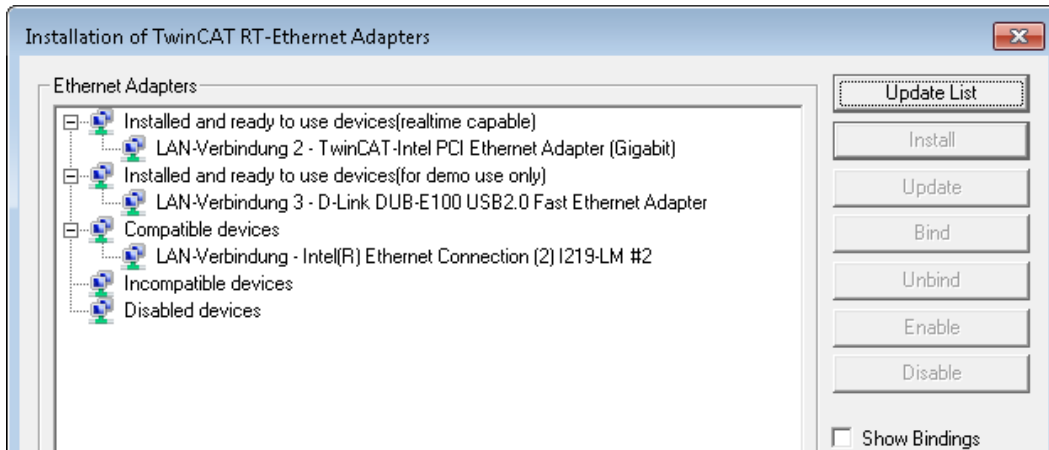 Installation of TwinCAT RT-Ethernet Adapters
Ethernet Adapters
Installed and ready to use devices(realtime capable)
LAN-Verbindung 2 - TwinCAT-Intel PCI Ethernet Adapter (Gigabit)
Installed and ready to use devices(for demo use only)
LAN-Verbindung 3 - D-Link DUB-E100 USB2.0 Fast Ethernet Adapter
Compatible devices
LAN-Verbindung - Intel(R) Ethernet Connection (2) I219-LM #2
Incompatible devices
Disabled devices
Update List
Install
Update
Bind
Unbind
Enable
Disable
Show Bindings